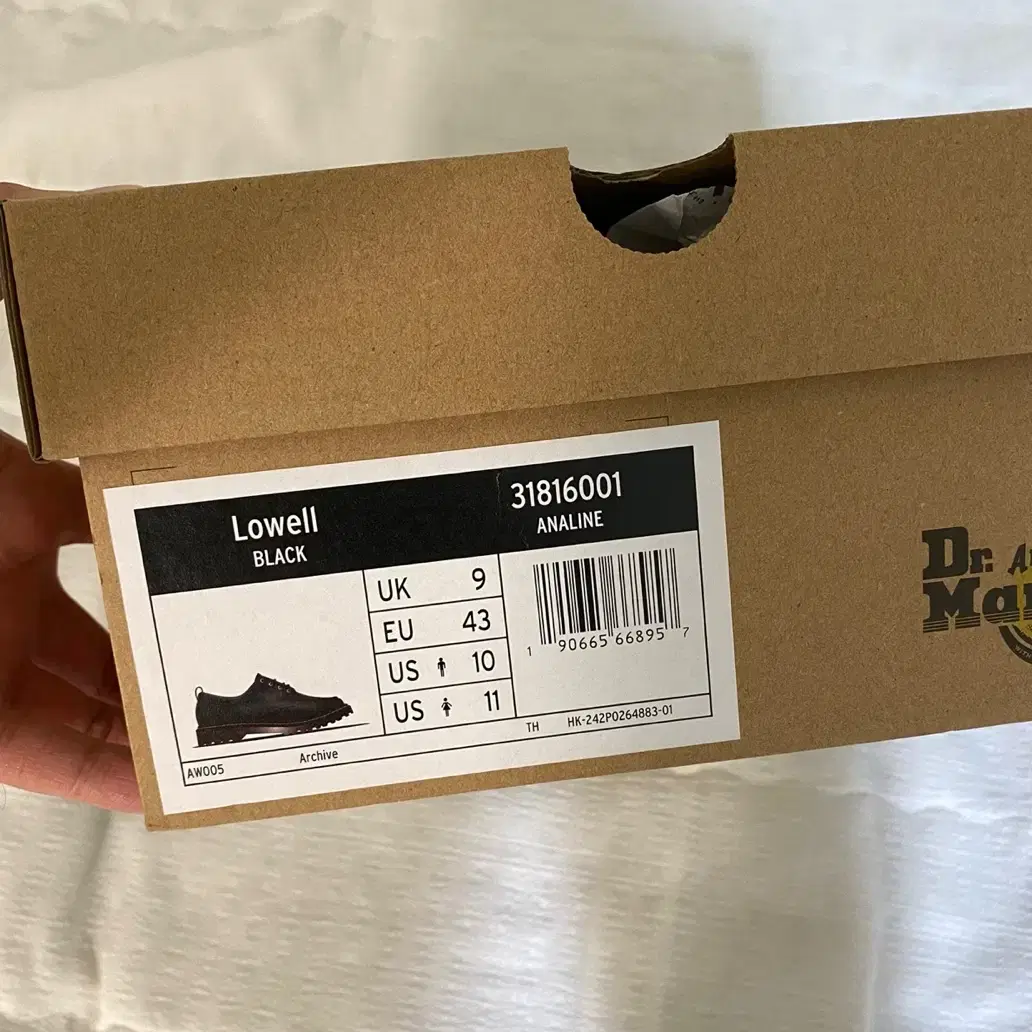 Lowell
BLACK
31816001
ANALINE
UK 9
EU 43
US 10
US 11
1 90665 66895 7
AW005
Archive
TH HK-242P0264883-01
Dr.